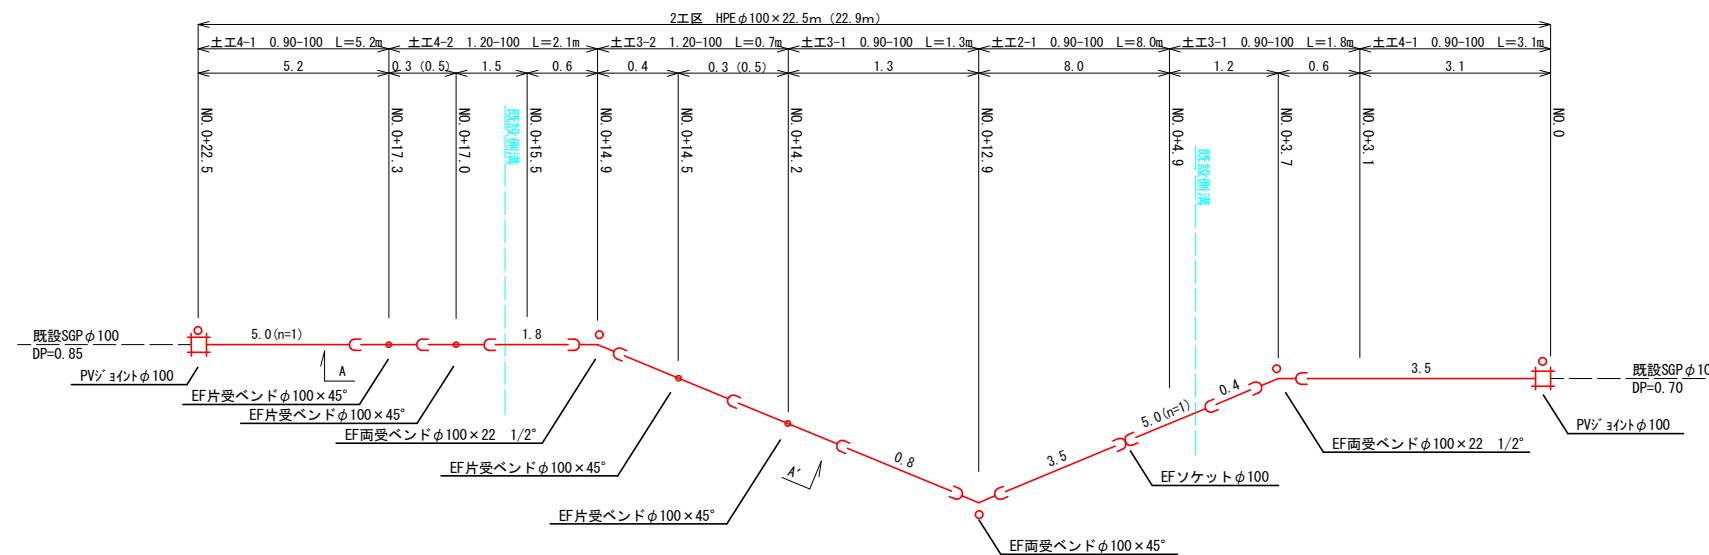 2工区 HPEφ100×22.5m (22.9m)
土工4-1 0.90-100 L=5.2m
土工4-2 1.20-100 L=2.1m
土工3-2 1.20-100 L=0.7m
土工3-1 0.90-100 L=1.3m
土工2-1 0.90-100 L=8.0m
土工3-1 0.90-100 L=1.8m
土工4-1 0.90-100 L=3.1m
5.2
0.3 (0.5)
1.5
0.6
0.4
0.3 (0.5)
1.3
8.0
1.2
0.6
3.1
NO.0+22.5
NO.0+17.3
NO.0+17.0
既設側溝
NO.0+15.5
NO.0+14.9
NO.0+14.5
NO.0+14.2
NO.0+12.9
NO.0+4.9
既設側溝
NO.0+3.7
NO.0+3.1
NO.0
既設SGPφ100
DP=0.85
5.0(n=1)
1.8
A
PVジョイントφ100
EF片受ベンドφ100×45°
EF片受ベンドφ100×45°
EF両受ベンドφ100×22 1/2°
EF片受ベンドφ100×45°
EF片受ベンドφ100×45°
A'
0.8
3.5
5.0(n=1)
0.4
3.5
既設SGPφ10
DP=0.70
PVジョイントφ100
EF両受ベンドφ100×22 1/2°
EFソケットφ100
EF両受ベンドφ100×45°